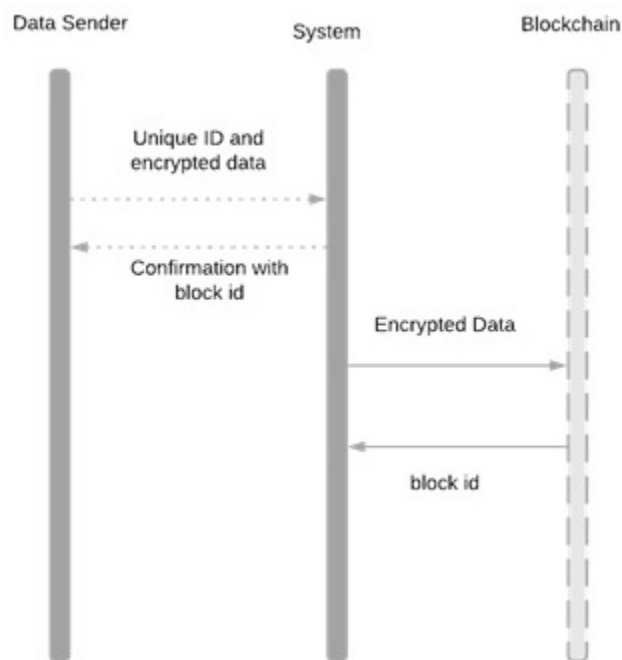 Data Sender
System
Blockchain
Unique ID and
encrypted data
Confirmation with
block id
Encrypted Data
block id